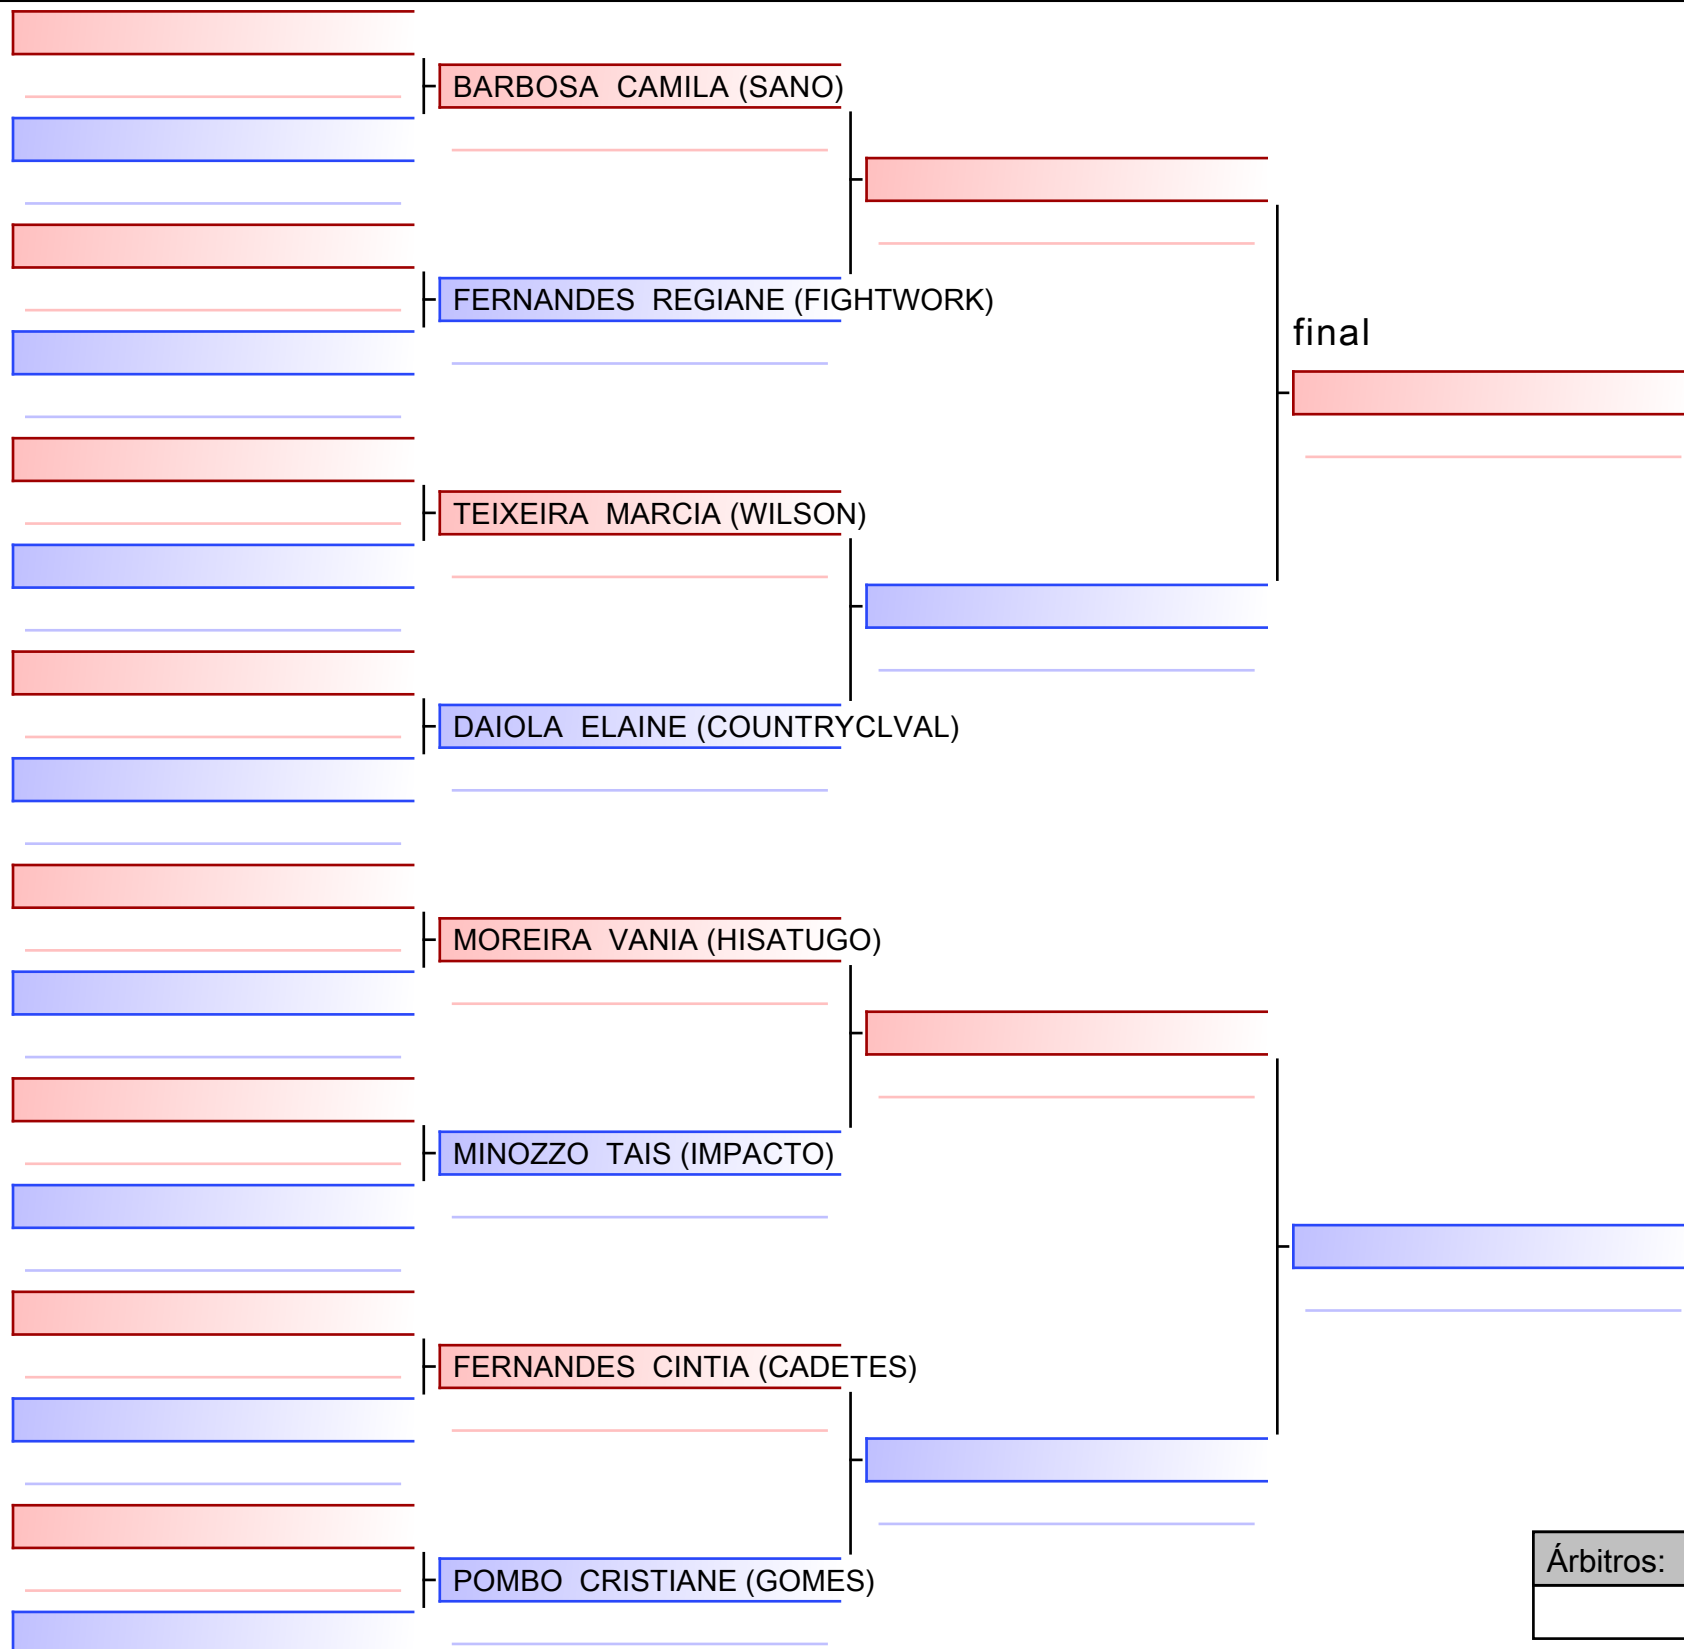 BARBOSA  CAMILA (SANO)
FERNANDES  REGIANE (FIGHTWORK)
final
TEIXEIRA  MARCIA (WILSON)
DAIOLA  ELAINE (COUNTRYCLVAL)
MOREIRA  VANIA (HISATUGO)
MINOZZO  TAIS (IMPACTO)
FERNANDES  CINTIA (CADETES)
POMBO  CRISTIANE (GOMES)
Árbitros: